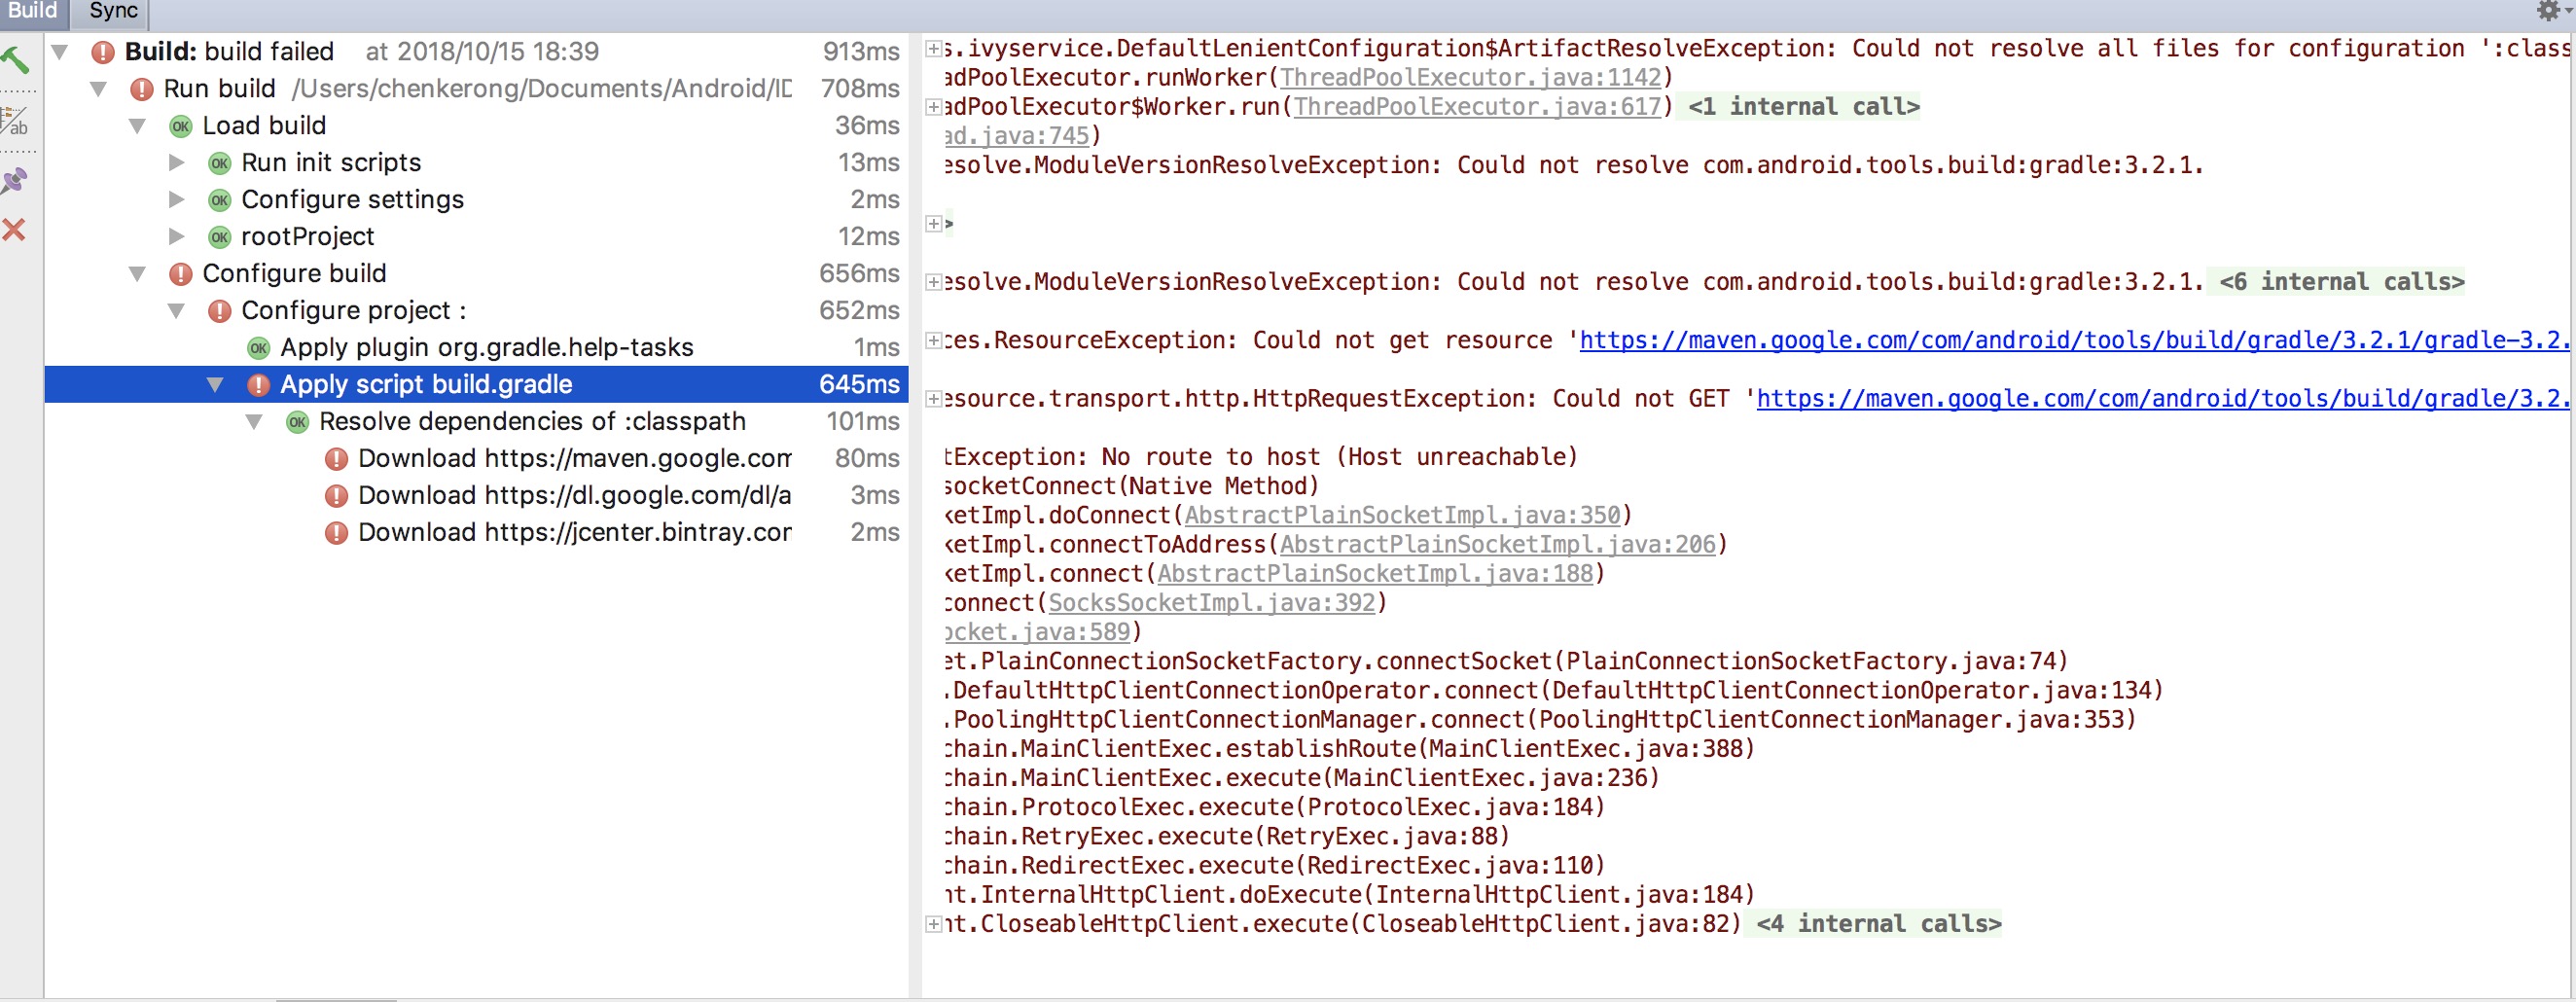 Build Sync
Build: build failed at 2018/10/15 18:39 913ms
Run build /Users/chenkerong/Documents/Android/ID 708ms
Load build 36ms
Run init scripts 13ms
Configure settings 2ms
rootProject 12ms
Configure build 656ms
Configure project : 652ms
Apply plugin org.gradle.help-tasks 1ms
Apply script build.gradle 645ms
Resolve dependencies of :classpath 101ms
Download https://maven.google.com 80ms
Download https://dl.google.com/dl/a 3ms
Download https://jcenter.bintray.cor 2ms
s.ivyservice.DefaultLenientConfiguration$ArtifactResolveException: Could not resolve all files for configuration ':class
adPoolExecutor.runWorker(ThreadPoolExecutor.java:1142)
adPoolExecutor$Worker.run(ThreadPoolExecutor.java:617) <1 internal call>
ad.java:745)
esolve.ModuleVersionResolveException: Could not resolve com.android.tools.build:gradle:3.2.1.
>
esolve.ModuleVersionResolveException: Could not resolve com.android.tools.build:gradle:3.2.1. <6 internal calls>
ces.ResourceException: Could not get resource 'https://maven.google.com/com/android/tools/build/gradle/3.2.1/gradle-3.2.
esource.transport.http.HttpRequestException: Could not GET 'https://maven.google.com/com/android/tools/build/gradle/3.2.
tException: No route to host (Host unreachable)
socketConnect(Native Method)
ketImpl.doConnect(AbstractPlainSocketImpl.java:350)
ketImpl.connectToAddress(AbstractPlainSocketImpl.java:206)
ketImpl.connect(AbstractPlainSocketImpl.java:188)
connect(SocksSocketImpl.java:392)
ocket.java:589)
et.PlainConnectionSocketFactory.connectSocket(PlainConnectionSocketFactory.java:74)
.DefaultHttpClientConnectionOperator.connect(DefaultHttpClientConnectionOperator.java:134)
.PoolingHttpClientConnectionManager.connect(PoolingHttpClientConnectionManager.java:353)
chain.MainClientExec.establishRoute(MainClientExec.java:388)
chain.MainClientExec.execute(MainClientExec.java:236)
chain.ProtocolExec.execute(ProtocolExec.java:184)
chain.RetryExec.execute(RetryExec.java:88)
chain.RedirectExec.execute(RedirectExec.java:110)
nt.InternalHttpClient.doExecute(InternalHttpClient.java:184)
nt.CloseableHttpClient.execute(CloseableHttpClient.java:82) <4 internal calls>